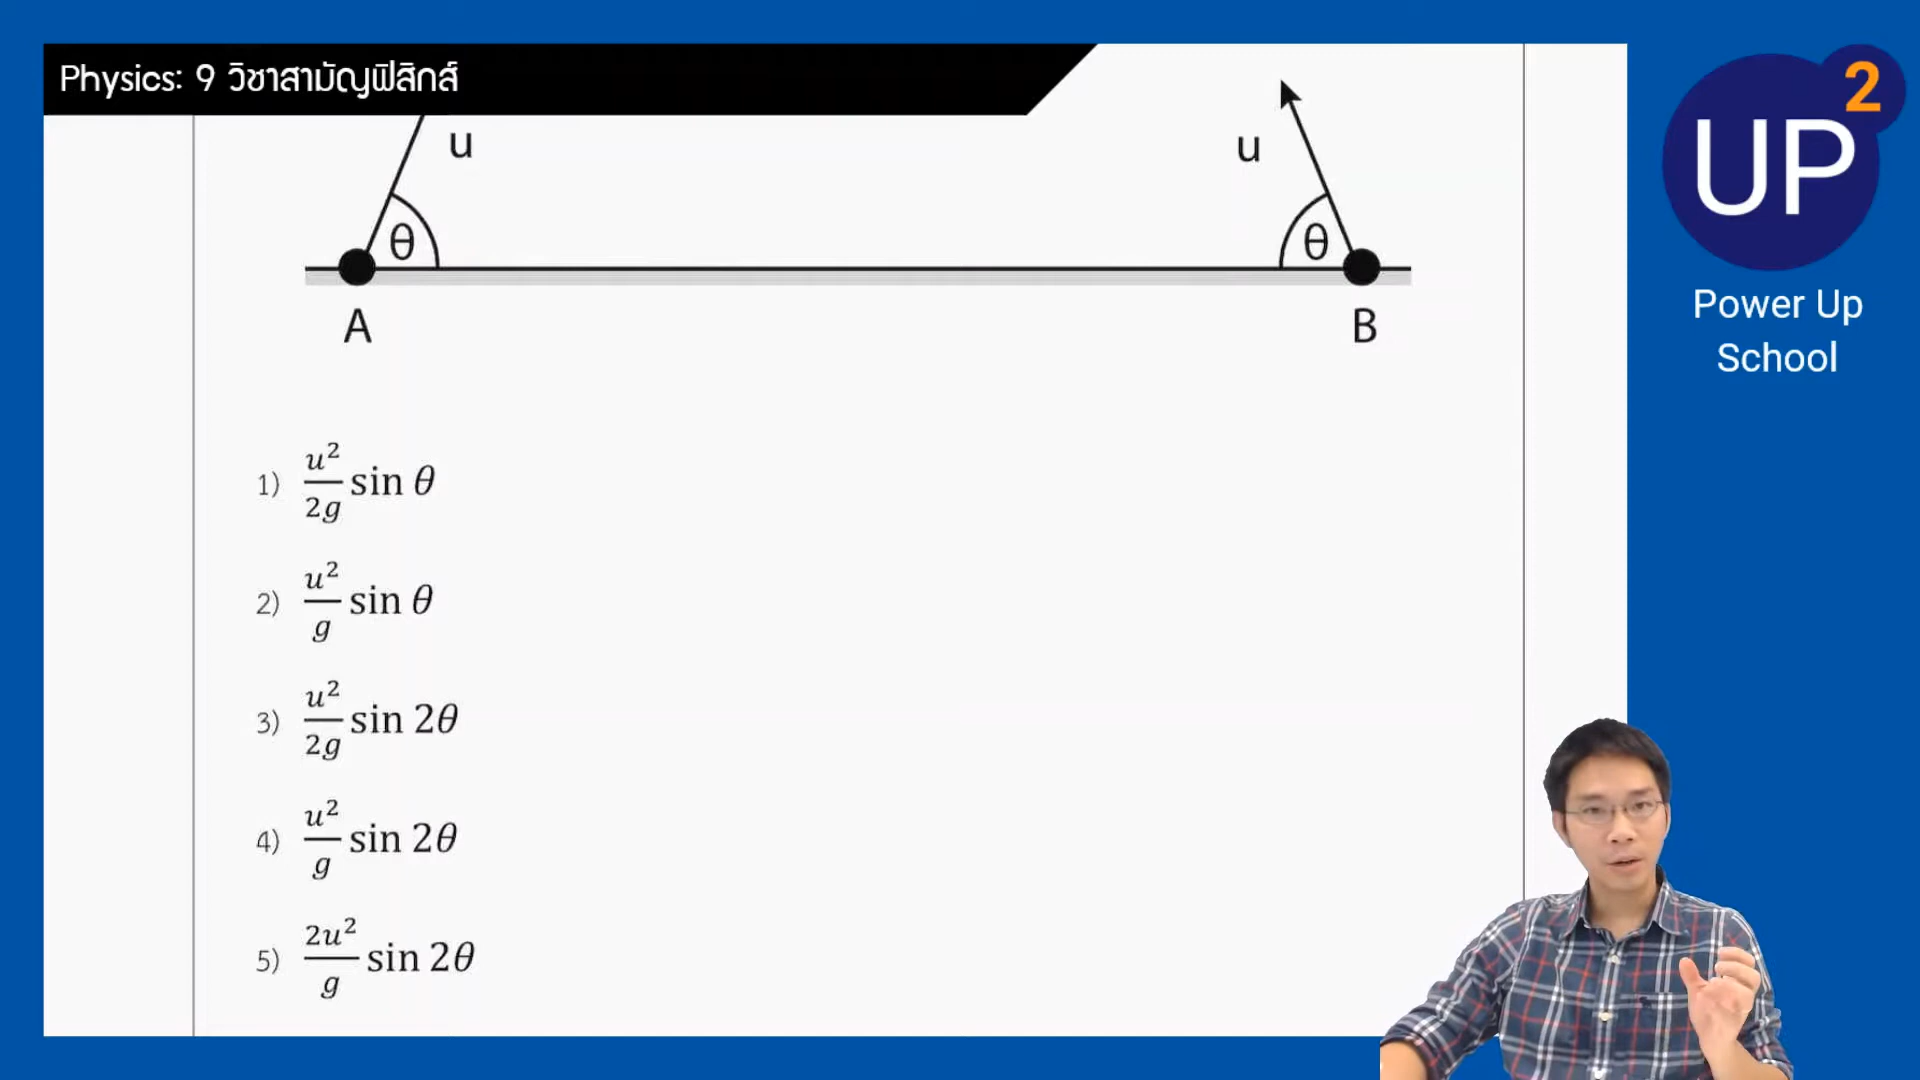 Physics: 9 วิชาสามัญฟิสิกส์
2
UP
Power Up
School
u
u
θ
θ
A
B
1) u²/2g sin θ
2) u²/g sin θ
3) u²/2g sin 2θ
4) u²/g sin 2θ
5) 2u²/g sin 2θ